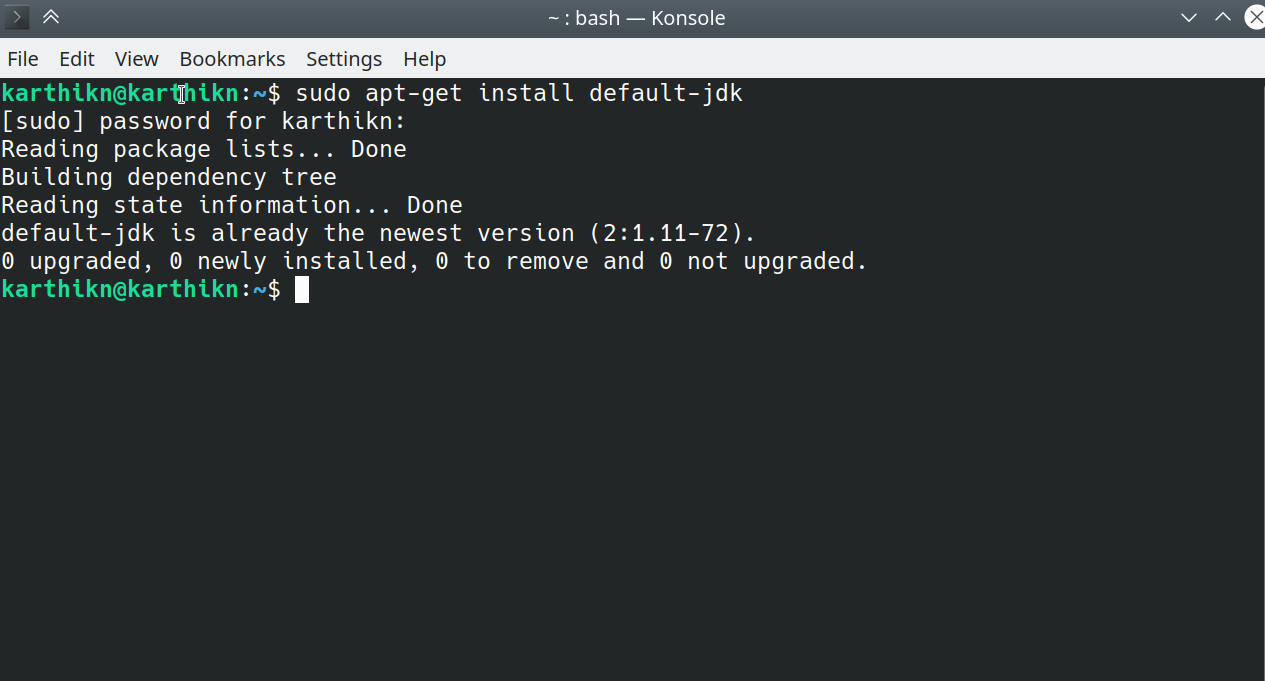 ~ : bash — Konsole
File Edit View Bookmarks Settings Help
karthikn@karthikn:~$ sudo apt-get install default-jdk
[sudo] password for karthikn:
Reading package lists... Done
Building dependency tree
Reading state information... Done
default-jdk is already the newest version (2:1.11-72).
0 upgraded, 0 newly installed, 0 to remove and 0 not upgraded.
karthikn@karthikn:~$